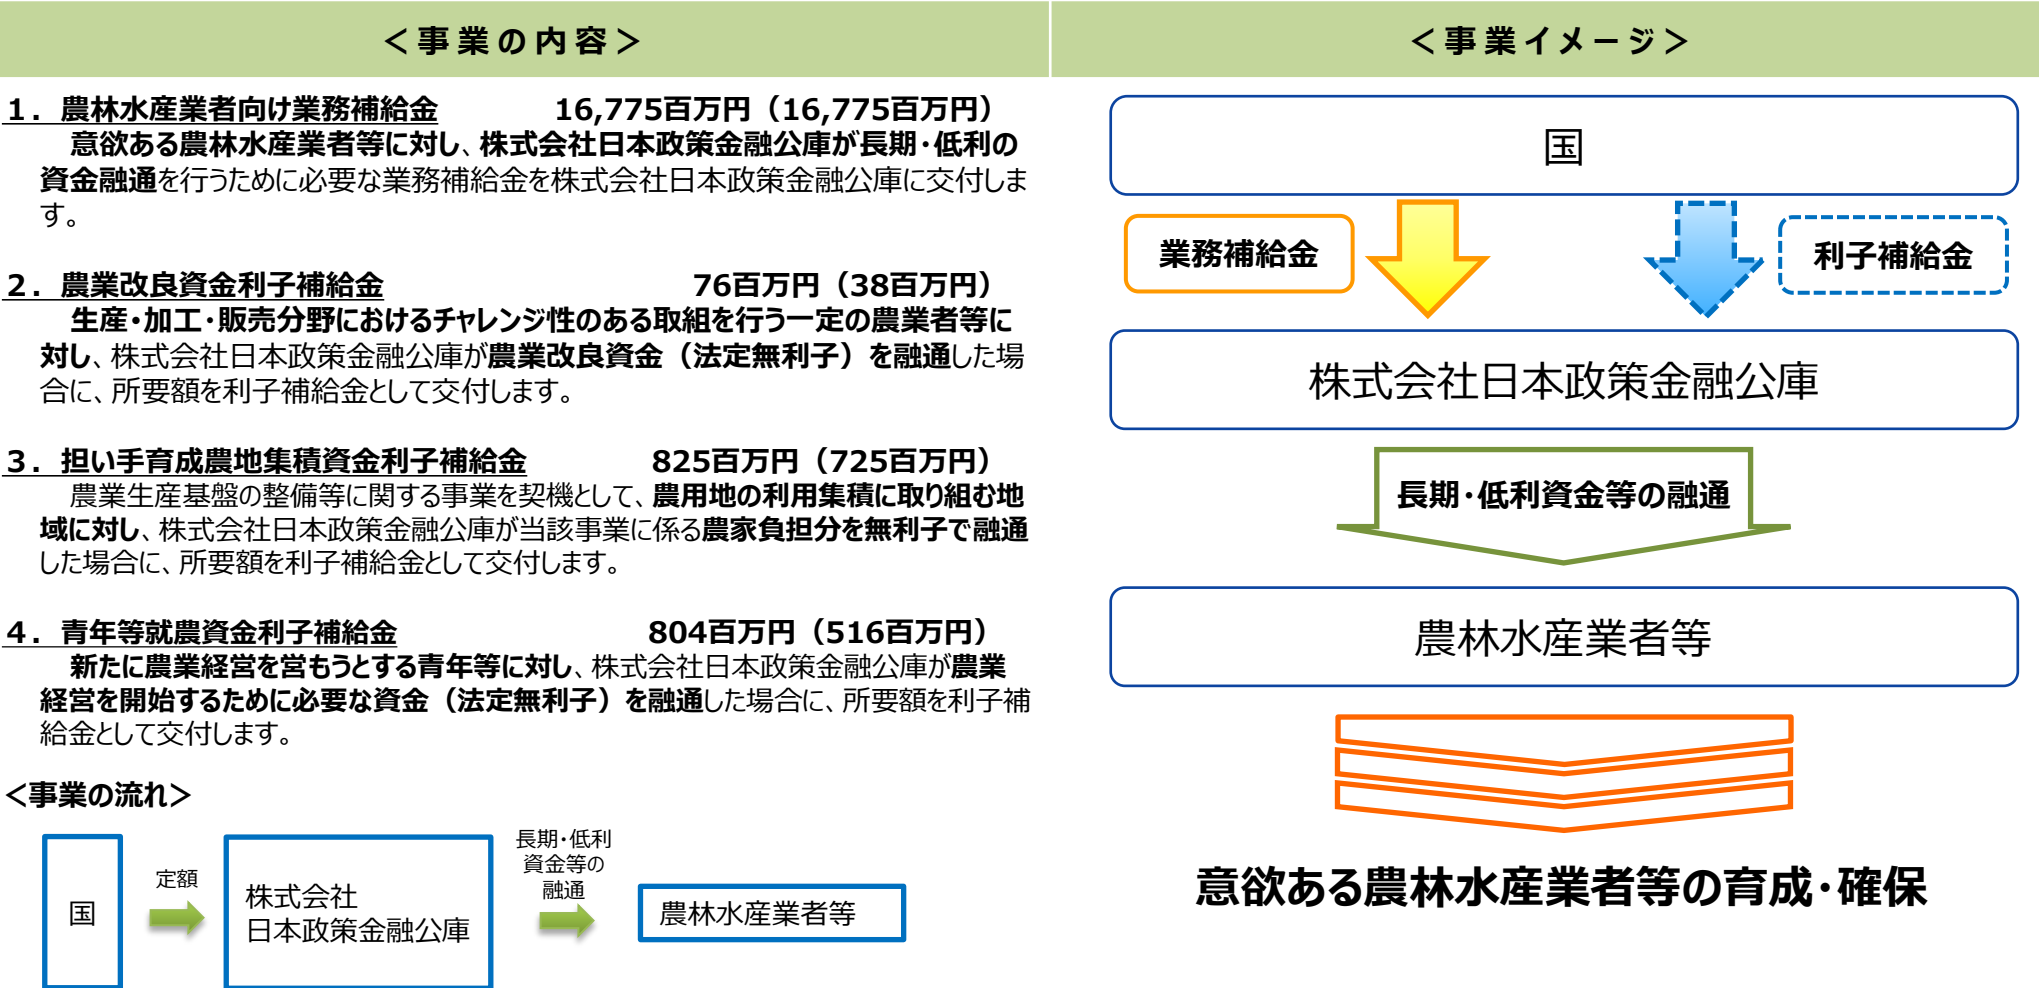 ＜事業の内容＞
１．農林水産業者向け業務補給金　16,775百万円（16,775百万円）
意欲ある農林水産業者等に対し、株式会社日本政策金融公庫が長期・低利の
資金融通を行うために必要な業務補給金を株式会社日本政策金融公庫に交付しま
す。
２．農業改良資金利子補給金　76百万円（38百万円）
生産・加工・販売分野におけるチャレンジ性のある取組を行う一定の農業者等に
対し、株式会社日本政策金融公庫が農業改良資金（法定無利子）を融通した場
合に、所要額を利子補給金として交付します。
３．担い手育成農地集積資金利子補給金　825百万円（725百万円）
農業生産基盤の整備等に関する事業を契機として、農用地の利用集積に取り組む地
域に対し、株式会社日本政策金融公庫が当該事業に係る農家負担分を無利子で融通
した場合に、所要額を利子補給金として交付します。
４．青年等就農資金利子補給金　804百万円（516百万円）
新たに農業経営を営もうとする青年等に対し、株式会社日本政策金融公庫が農業
経営を開始するために必要な資金（法定無利子）を融通した場合に、所要額を利子補
給金として交付します。
＜事業の流れ＞
国
定額
株式会社
日本政策金融公庫
長期・低利
資金等の
融通
農林水産業者等
＜事業イメージ＞
国
業務補給金
利子補給金
株式会社日本政策金融公庫
長期・低利資金等の融通
農林水産業者等
意欲ある農林水産業者等の育成・確保